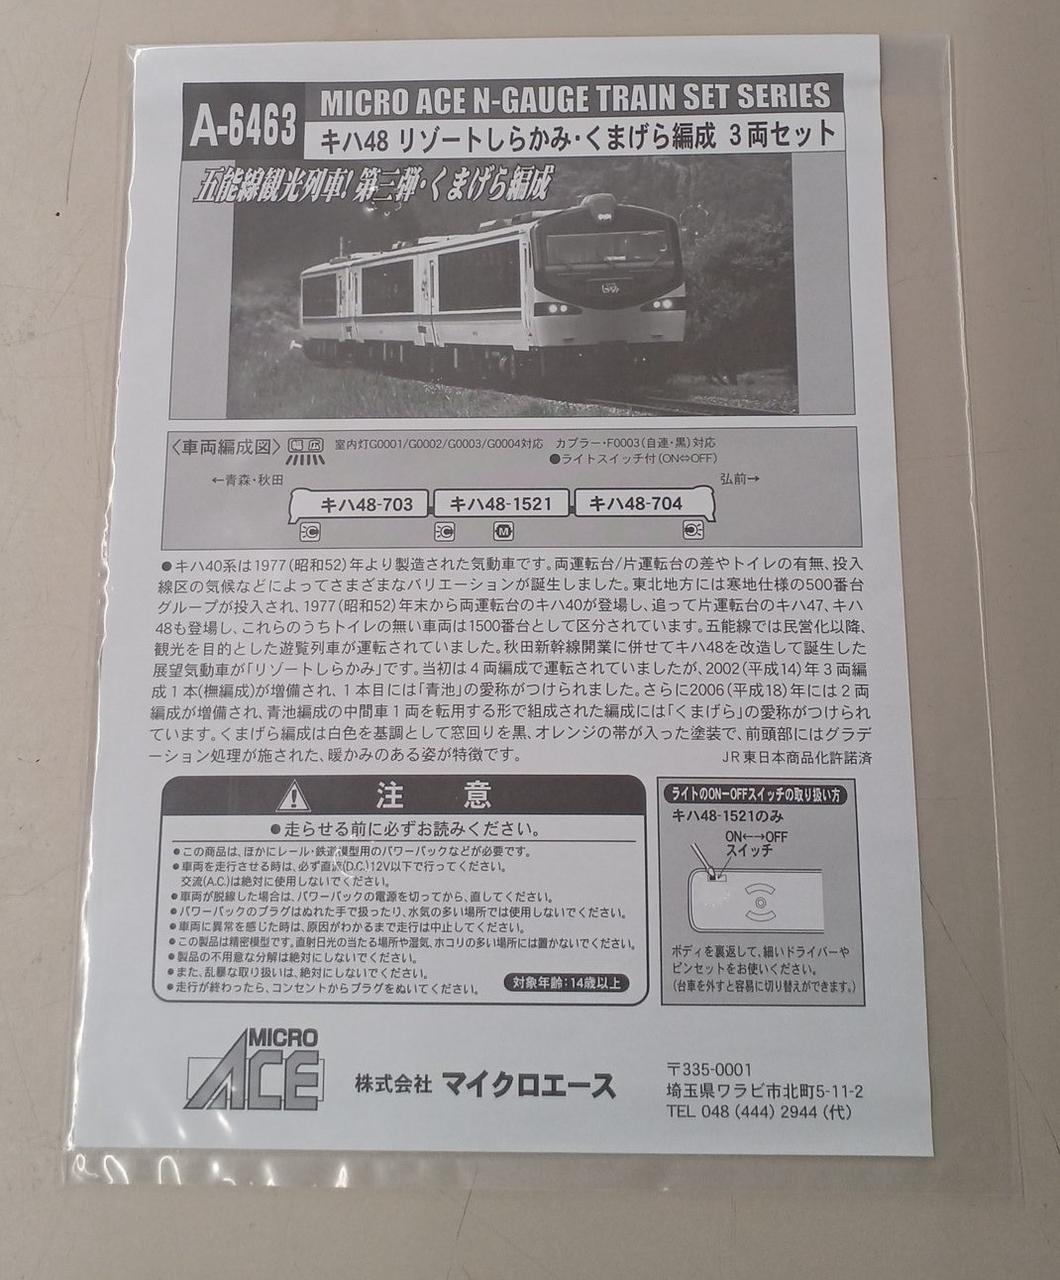 A-6463
MICRO ACE N-GAUGE TRAIN SET SERIES
キハ48 リゾートしらかみ・くまげら編成 3両セット
五能線観光列車! 第三弾・くまげら編成
〈車両編成図〉 幅 広 室内灯G0001/G0002/G0003/G0004対応 カプラー・F0003(自連・黒)対応
●ライトスイッチ付(ON⇔OFF)
←青森・秋田 弘前→
キハ48-703 キハ48-1521 キハ48-704
M
●キハ40系は1977(昭和52)年より製造された気動車です。両運転台/片運転台の差やトイレの有無、投入
線区の気候などによってさまざまなバリエーションが誕生しました。東北地方には寒地仕様の500番台
グループが投入され、1977(昭和52)年末から両運転台のキハ40が登場し、追って片運転台のキハ47、キハ
48も登場し、これらのうちトイレの無い車両は1500番台として区分されています。五能線では民営化以降、
観光を目的とした遊覧列車が運転されていました。秋田新幹線開業に併せてキハ48を改造して誕生した
展望気動車が「リゾートしらかみ」です。当初は4両編成で運転されていましたが、2002(平成14)年3両編
成1本(橅編成)が増備され、1本目には「青池」の愛称がつけられました。さらに2006(平成18)年には2両
編成が増備され、青池編成の中間車1両を転用する形で組成された編成には「くまげら」の愛称がつけられ
ています。くまげら編成は白色を基調として窓回りを黒、オレンジの帯が入った塗装で、前頭部にはグラデ
ーション処理が施された、暖かみのある姿が特徴です。 JR東日本商品化許諾済
注意
●走らせる前に必ずお読みください。
●この商品は、ほかにレール・鉄道模型用のパワーパックなどが必要です。
●車両を走行させる時は、必ず直流(D.C.)12V以下で行ってください。
交流(A.C.)は絶対に使用しないでください。
●車両が脱線した場合は、パワーパックの電源を切ってから、直してください。
●パワーパックのプラグはぬれた手で扱ったり、水気の多い場所では使用しないでください。
●車両に異常を感じた時は、原因がわかるまで走行は中止してください。
●この製品は精密模型です。直射日光の当たる場所や湿気、ホコリの多い場所には置かないでください。
●製品の不用意な分解は絶対にしないでください。
●また、乱暴な取り扱いは、絶対にしないでください。
●走行が終わったら、コンセントからプラグをぬいてください。
対象年齢:14歳以上
ライトのON-OFFスイッチの取り扱い方
キハ48-1521のみ
ON←→OFF
スイッチ
ボディを裏返して、細いドライバーや
ピンセットをお使いください。
(台車を外すと容易に切り替えができます。)
MICRO
ACE
株式会社 マイクロエース
〒335-0001
埼玉県ワラビ市北町5-11-2
TEL 048 (444) 2944 (代)